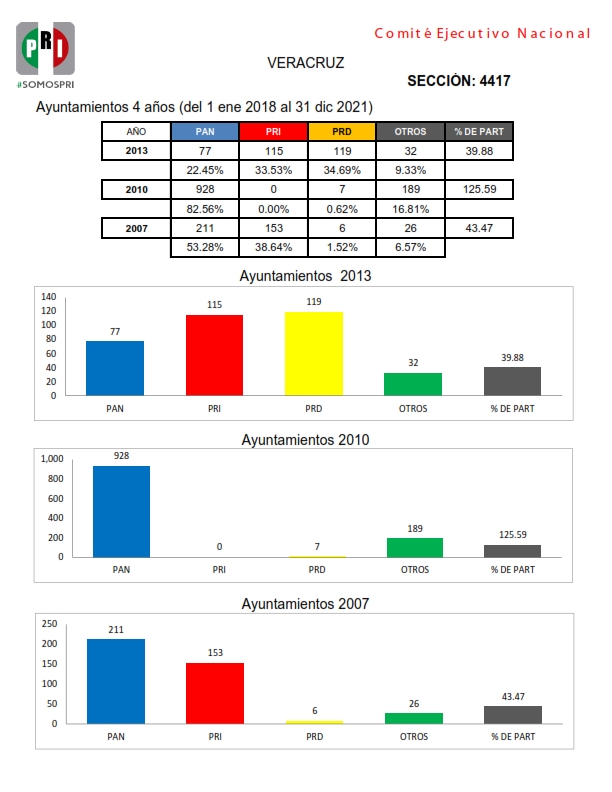 Comité Ejecutivo Nacional
PRI
#SOMOSPRI
VERACRUZ
SECCIÓN: 4417
Ayuntamientos 4 años (del 1 ene 2018 al 31 dic 2021)
AÑO PAN PRI PRD OTROS % DE PART
2013 77 115 119 32 39.88
22.45% 33.53% 34.69% 9.33%
2010 928 0 7 189 125.59
82.56% 0.00% 0.62% 16.81%
2007 211 153 6 26 43.47
53.28% 38.64% 1.52% 6.57%
Ayuntamientos 2013
140
120
100
80
60
40
20
0
77 115 119 32 39.88
PAN PRI PRD OTROS % DE PART
Ayuntamientos 2010
1,000
800
600
400
200
0
928 0 7 189 125.59
PAN PRI PRD OTROS % DE PART
Ayuntamientos 2007
250
200
150
100
50
0
211 153 6 26 43.47
PAN PRI PRD OTROS % DE PART